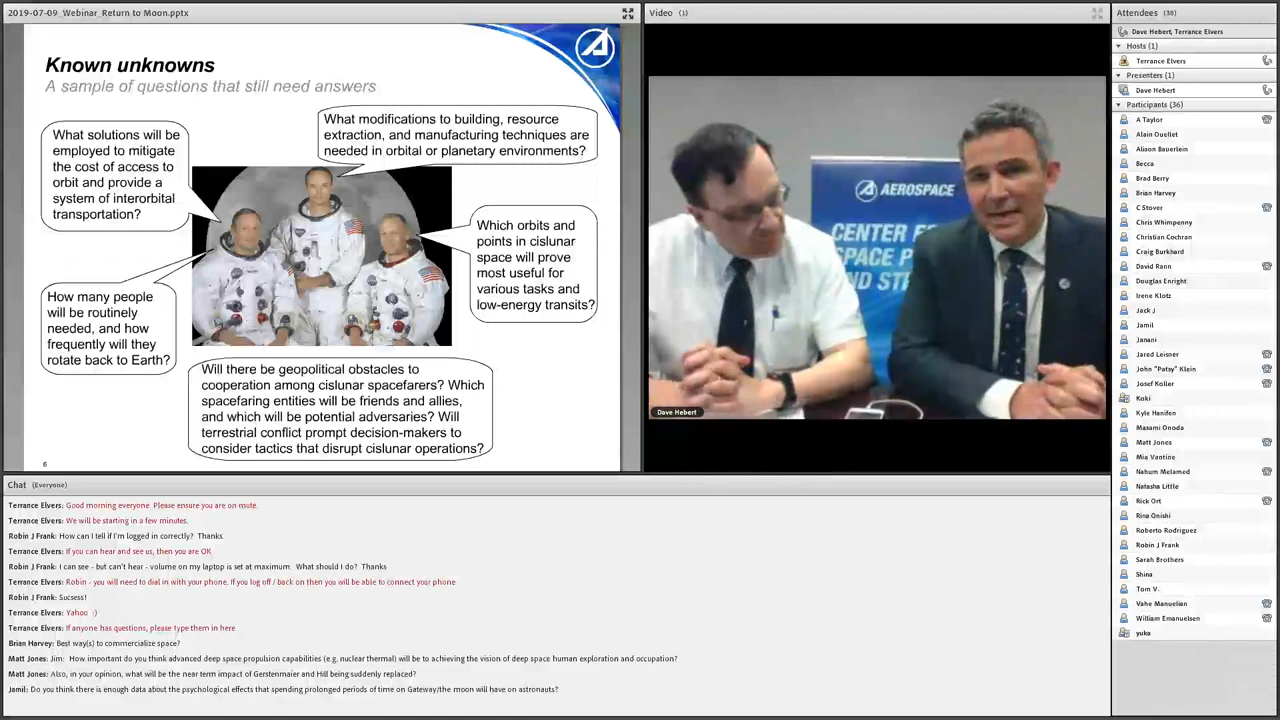 2019-07-09_Webinar_Return to Moon.pptx
Known unknowns
A sample of questions that still need answers
What solutions will be
employed to mitigate
the cost of access to
orbit and provide a
system of interorbital
transportation?
What modifications to building, resource
extraction, and manufacturing techniques are
needed in orbital or planetary environments?
Which orbits and
points in cislunar
space will prove
most useful for
various tasks and
low-energy transits?
How many people
will be routinely
needed, and how
frequently will they
rotate back to Earth?
Will there be geopolitical obstacles to
cooperation among cislunar spacefarers? Which
spacefaring entities will be friends and allies,
and which will be potential adversaries? Will
terrestrial conflict prompt decision-makers to
consider tactics that disrupt cislunar operations?
6
Video (1)
AEROSPACE
CENTER
SPACE P
ND ST
Dave Hebert
Attendees (38)
Dave Hebert, Terrance Elvers
Hosts (1)
Terrance Elvers
Presenters (1)
Dave Hebert
Participants (36)
A Taylor
Alain Ouellet
Alison Bauerlein
Becca
Brad Berry
Brian Harvey
C Stover
Chris Whimpenny
Christian Cochran
Craig Burkhard
David Rann
Douglas Enright
Irene Klotz
Jack J
Jamil
Janani
Jared Leisner
John "Patsy" Klein
Josef Koller
Koki
Kyle Hanifen
Masami Onoda
Matt Jones
Mia Vantine
Nahum Melamed
Natasha Little
Rick Ort
Rina Onishi
Roberto Rodriguez
Robin J Frank
Sarah Brothers
Shina
Tom V.
Vahe Manuelian
William Emanuelsen
yuka
Chat (Everyone)
Terrance Elvers: Good morning everyone Please ensure you are on mute.
Terrance Elvers: We will be starting in a few minutes.
Robin J Frank: How can I tell if I'm logged in correctly? Thanks.
Terrance Elvers: If you can hear and see us, then you are OK
Robin J Frank: I can see - but can't hear - volume on my laptop is set at maximum. What should I do? Thanks
Terrance Elvers: Robin - you will need to dial in with your phone. If you log off / back on then you will be able to connect your phone
Robin J Frank: Sucsess!
Terrance Elvers: Yahoo :)
Terrance Elvers: If anyone has questions, please type them in here
Brian Harvey: Best way(s) to commercialize space?
Matt Jones: Jim: How important do you think advanced deep space propulsion capabilities (e.g. nuclear thermal) will be to achieving the vision of deep space human exploration and occupation?
Matt Jones: Also, in your opinion, what will be the near term impact of Gerstenmaier and Hill being suddenly replaced?
Jamil: Do you think there is enough data about the psychological effects that spending prolonged periods of time on Gateway/the moon will have on astronauts?